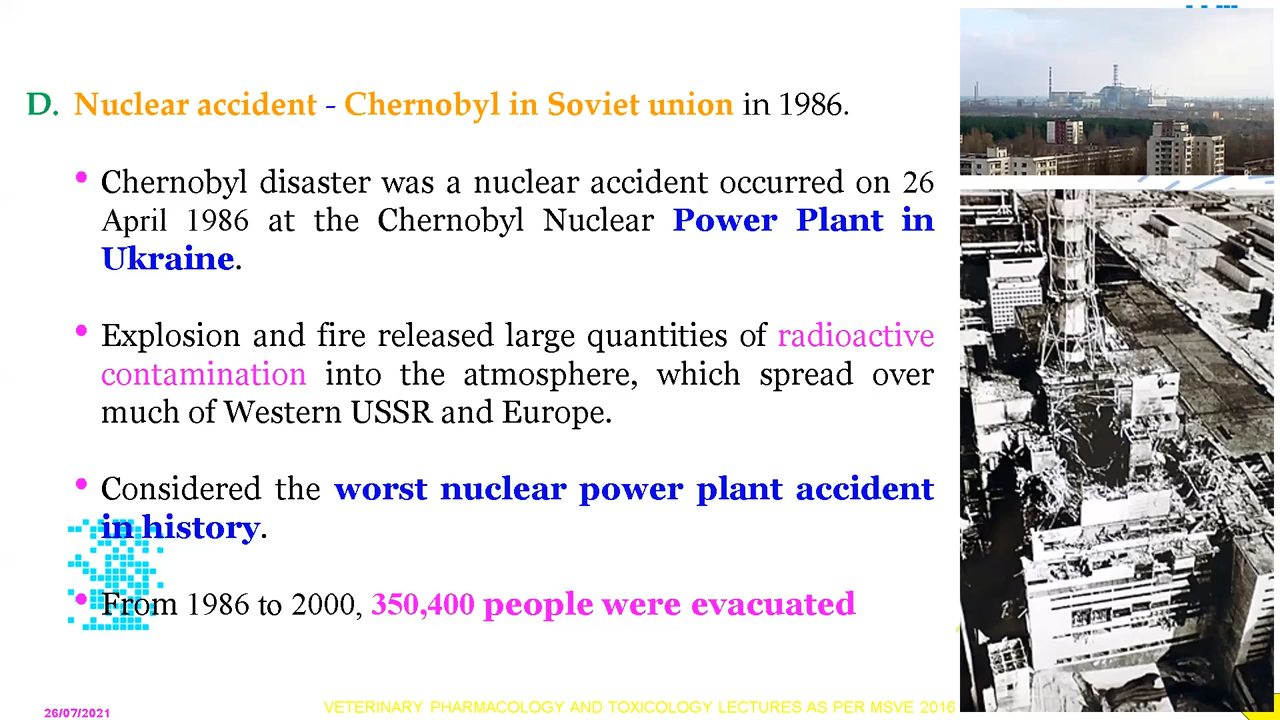 D. Nuclear accident - Chernobyl in Soviet union in 1986.
• Chernobyl disaster was a nuclear accident occurred on 26
April 1986 at the Chernobyl Nuclear Power Plant in
Ukraine.
• Explosion and fire released large quantities of radioactive
contamination into the atmosphere, which spread over
much of Western USSR and Europe.
• Considered the worst nuclear power plant accident
in history.
• From 1986 to 2000, 350,400 people were evacuated
26/07/2021
VETERINARY PHARMACOLOGY AND TOXICOLOGY LECTURES AS PER MSVE 2016